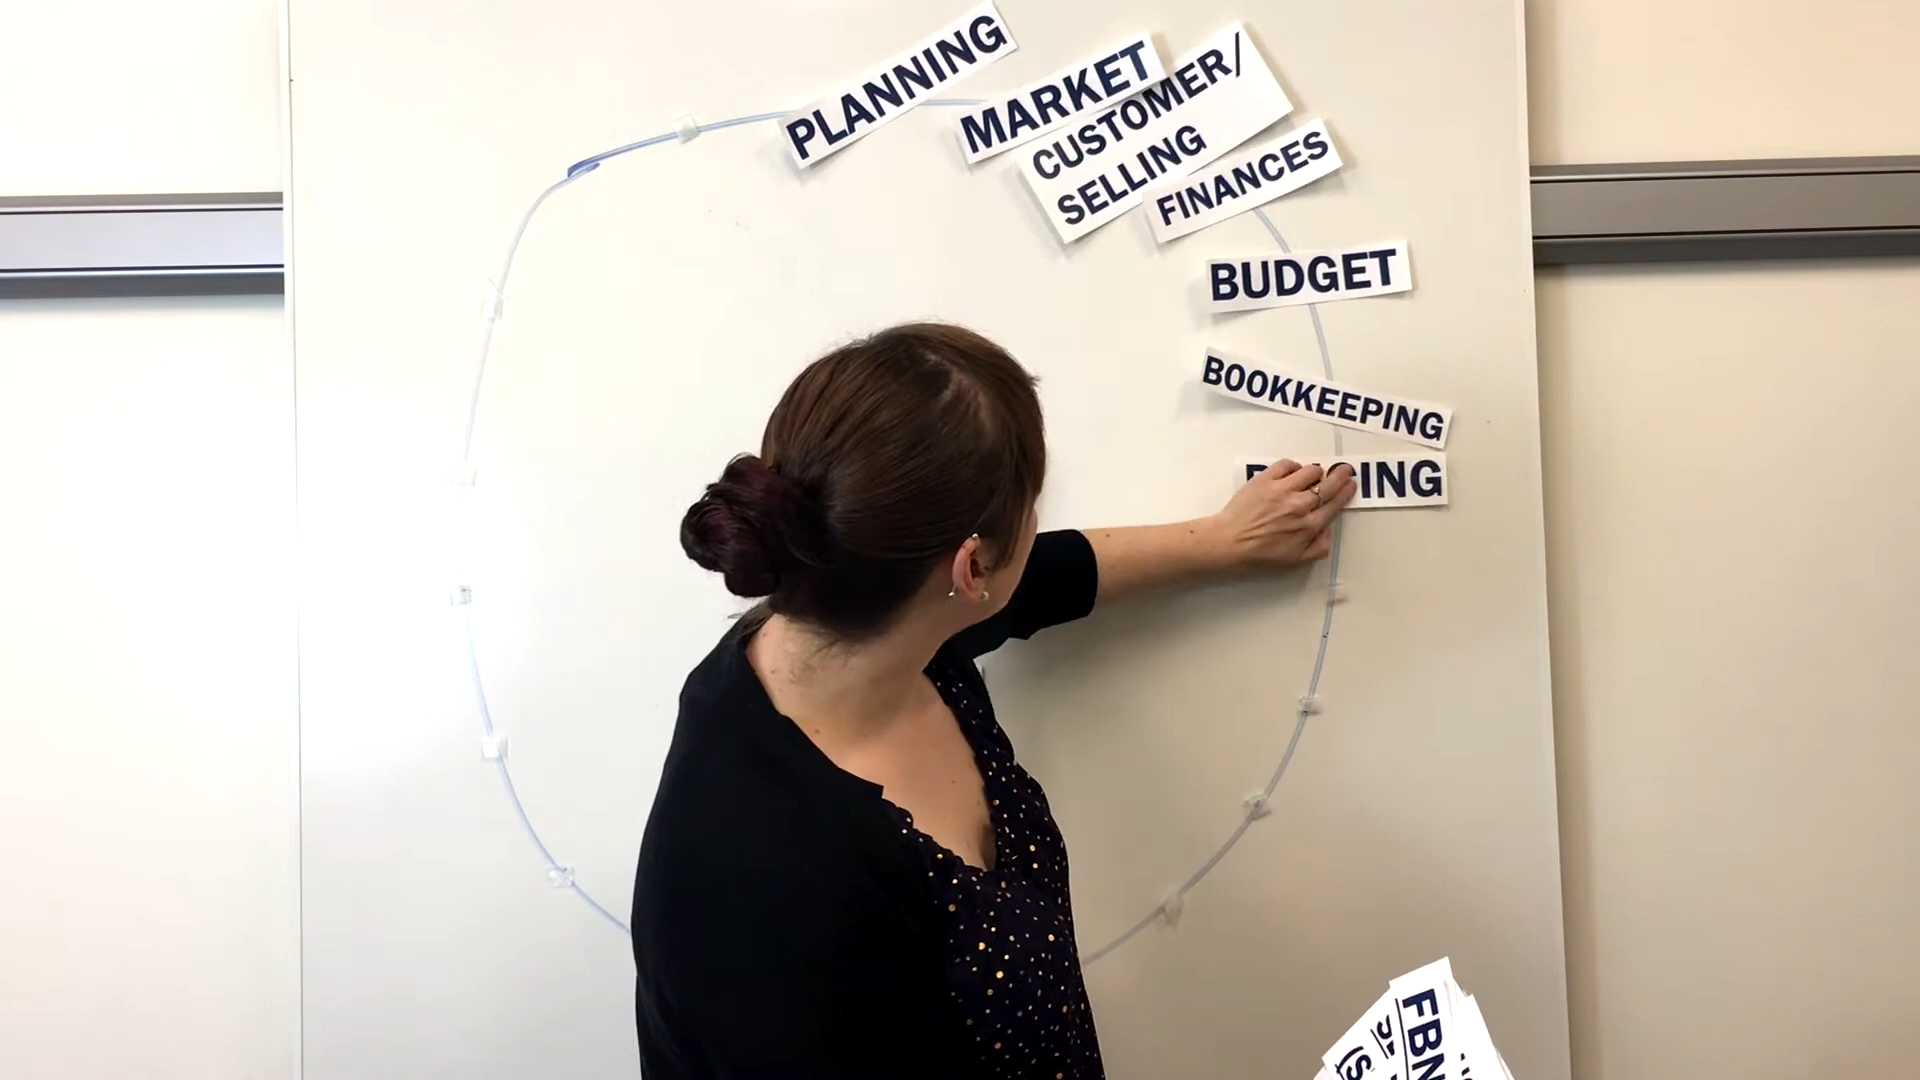 PLANNING
MARKET
CUSTOMER/
SELLING
FINANCES
BUDGET
BOOKKEEPING
FBN